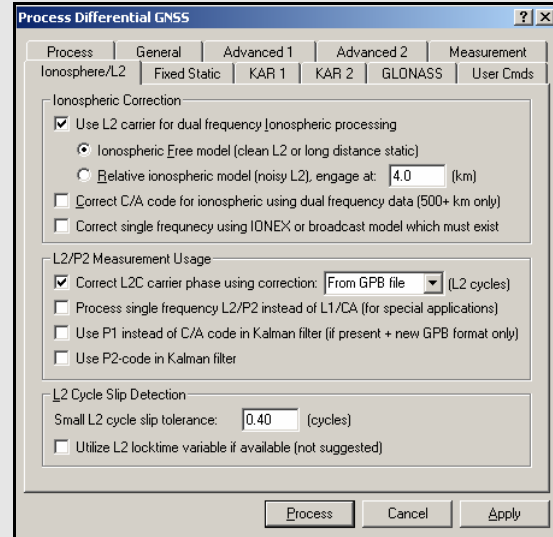 Process Differential GNSS
Process General Advanced 1 Advanced 2 Measurement
Ionosphere/L2 Fixed Static KAR 1 KAR 2 GLONASS User Cmds
Ionospheric Correction
Use L2 carrier for dual frequency Ionospheric processing
Ionospheric Free model (clean L2 or long distance static)
Relative ionospheric model (noisy L2), engage at: 4.0 (km)
Correct C/A code for ionospheric using dual frequency data (500+ km only)
Correct single frequnecy using IONEX or broadcast model which must exist
L2/P2 Measurement Usage
Correct L2C carrier phase using correction: From GPB file (L2 cycles)
Process single frequency L2/P2 instead of L1/CA (for special applications)
Use P1 instead of C/A code in Kalman filter (if present + new GPB format only)
Use P2-code in Kalman filter
L2 Cycle Slip Detection
Small L2 cycle slip tolerance: 0.40 (cycles)
Utilize L2 locktime variable if available (not suggested)
Process Cancel Apply